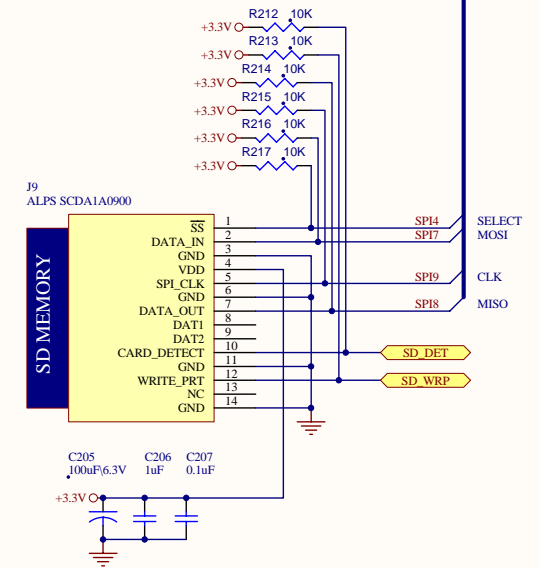 R212 10K
+3.3V
R213 10K
+3.3V
R214 10K
+3.3V
R215 10K
+3.3V
R216 10K
+3.3V
R217 10K
+3.3V
J9
ALPS SCDA1A0900
SD MEMORY
SS 1 SPI4 SELECT
DATA_IN 2 SPI7 MOSI
GND 3
VDD 4
SPI_CLK 5 SPI9 CLK
GND 6
DATA_OUT 7 SPI8 MISO
DAT1 8
DAT2 9
CARD_DETECT 10 SD_DET
GND 11
WRITE_PRT 12 SD_WRP
NC 13
GND 14
C205 C206 C207
100uF\6.3V 1uF 0.1uF
+3.3V